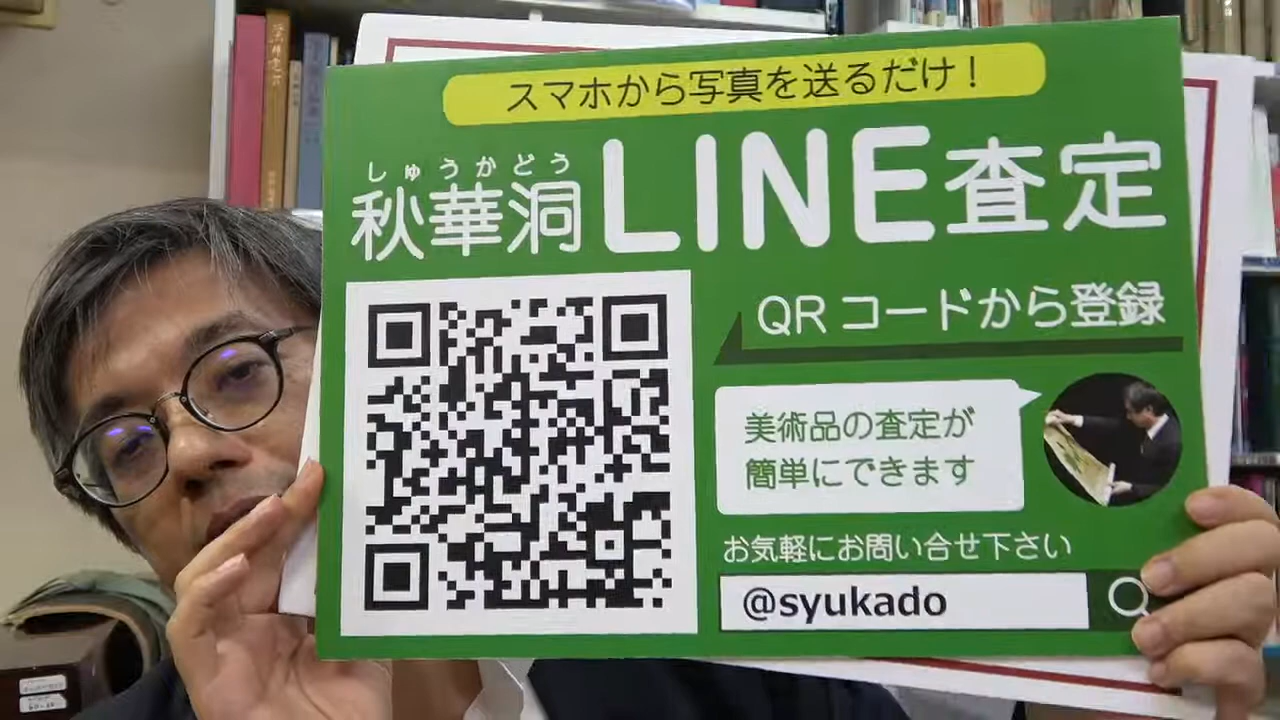 スマホから写真を送るだけ！
しゅうかどう
秋華洞 LINE査定
QRコードから登録
美術品の査定が
簡単にできます
お気軽にお問い合せ下さい
@syukado